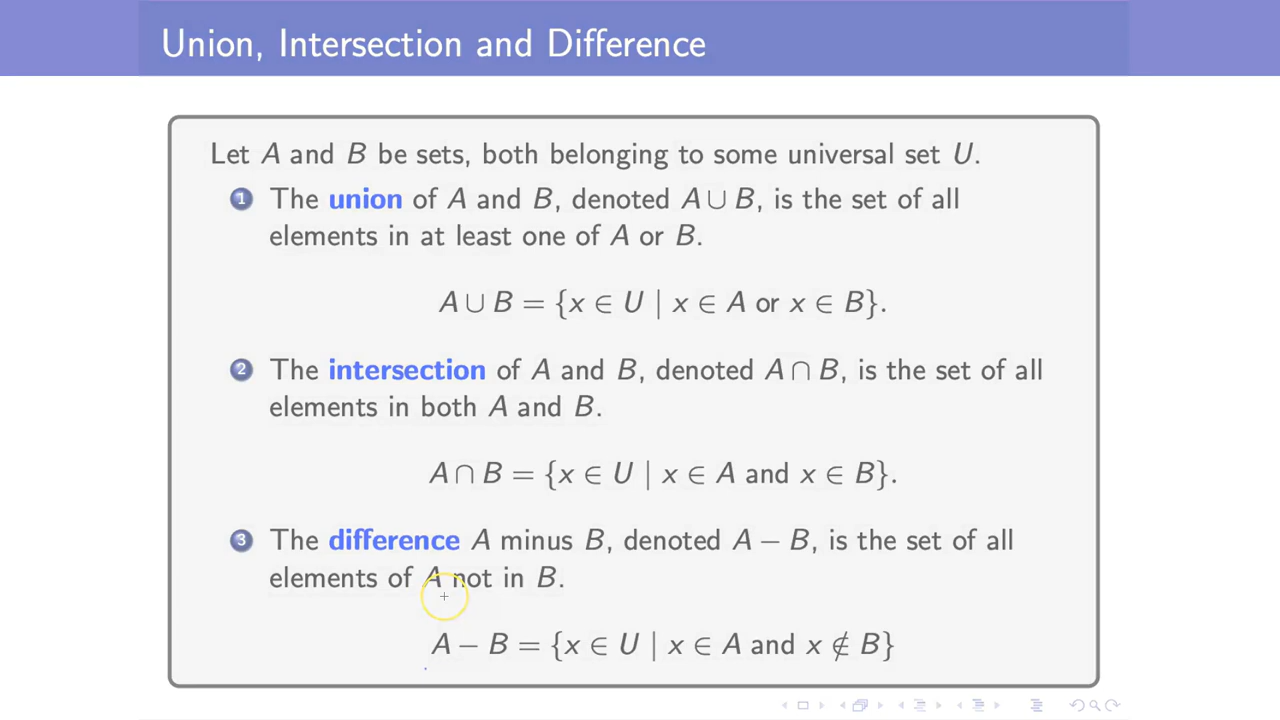 Union, Intersection and Difference
Let A and B be sets, both belonging to some universal set U.
1 The union of A and B, denoted A ∪ B, is the set of all
elements in at least one of A or B.
A ∪ B = {x ∈ U | x ∈ A or x ∈ B}.
2 The intersection of A and B, denoted A ∩ B, is the set of all
elements in both A and B.
A ∩ B = {x ∈ U | x ∈ A and x ∈ B}.
3 The difference A minus B, denoted A − B, is the set of all
elements of A not in B.
A − B = {x ∈ U | x ∈ A and x ∉ B}